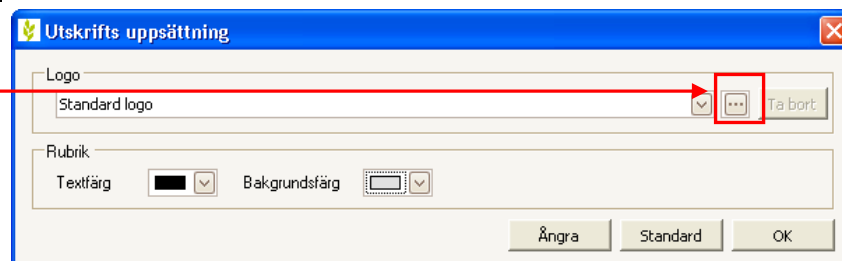 Utskrifts uppsättning
Logo
Standard logo ... Ta bort
Rubrik
Textfärg Bakgrundsfärg
Ångra Standard OK